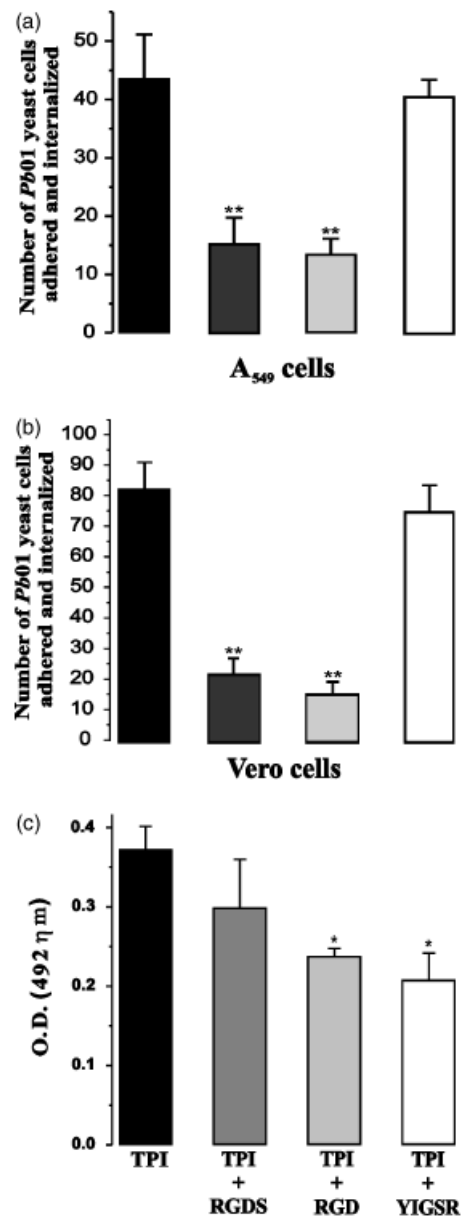 (a)
Number of Pb01 yeast cells
adhered and internalized
50
40
30
20
10
0
**
**
A549 cells
(b)
Number of Pb01 yeast cells
adhered and internalized
100
90
80
70
60
50
40
30
20
10
0
**
**
Vero cells
(c)
O.D. (492 η m)
0.4
0.3
0.2
0.1
0.0
*
*
TPI
TPI
+
RGDS
TPI
+
RGD
TPI
+
YIGSR